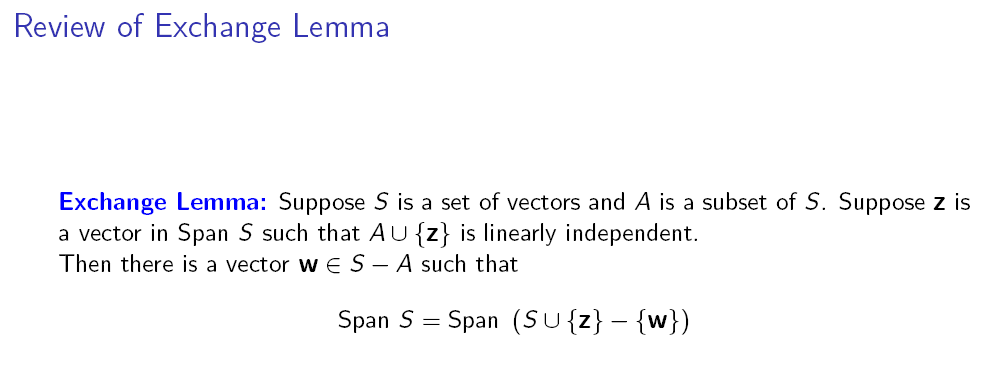 Review of Exchange Lemma
Exchange Lemma: Suppose S is a set of vectors and A is a subset of S. Suppose z is
a vector in Span S such that A ∪ {z} is linearly independent.
Then there is a vector w ∈ S − A such that
Span S = Span (S ∪ {z} − {w})